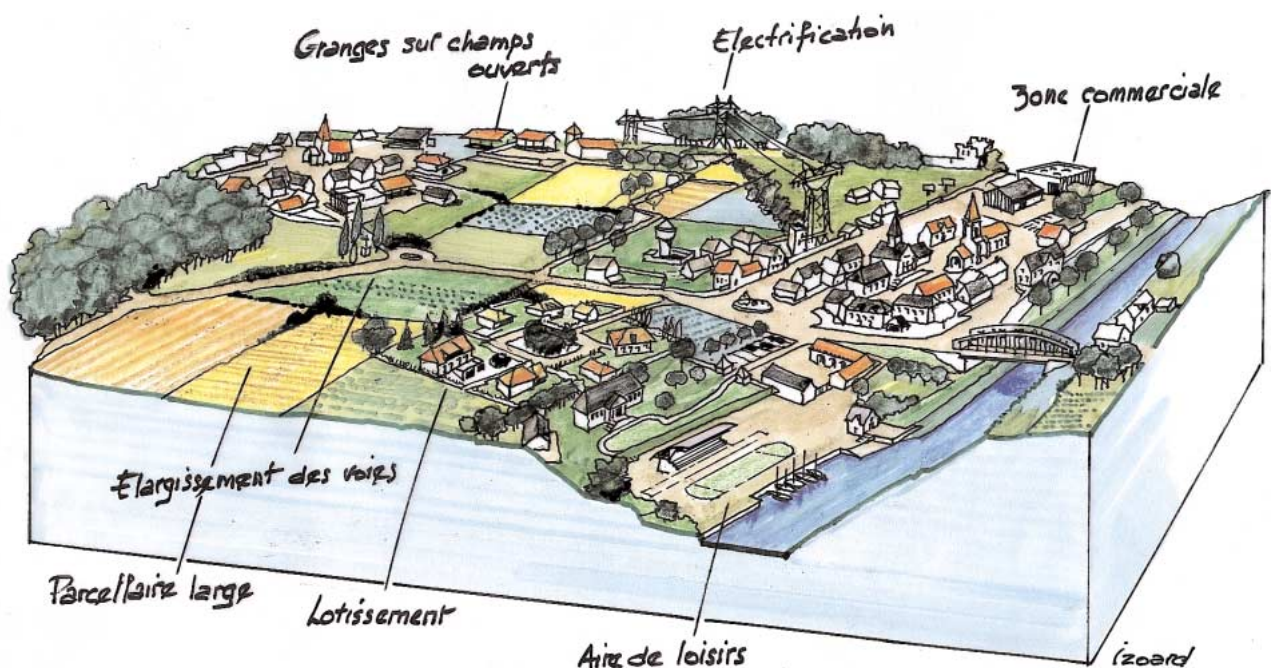 Granges sur champs
ouverts
Electrification
Zone commerciale
Elargissement des voies
Parcellaire large
Lotissement
Aire de loisirs
izoard